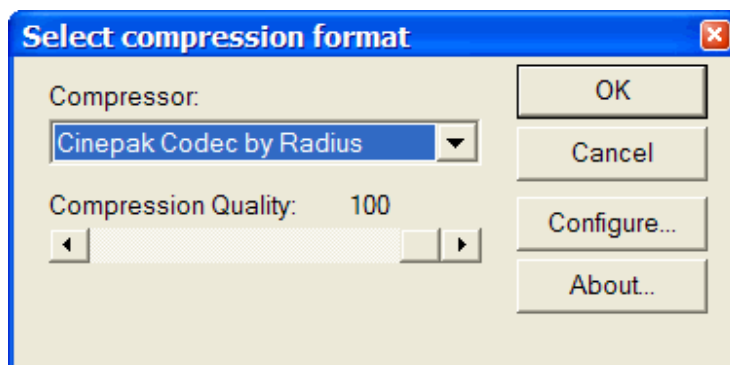 Select compression format
Compressor:
Cinepak Codec by Radius
Compression Quality: 100
OK
Cancel
Configure...
About...